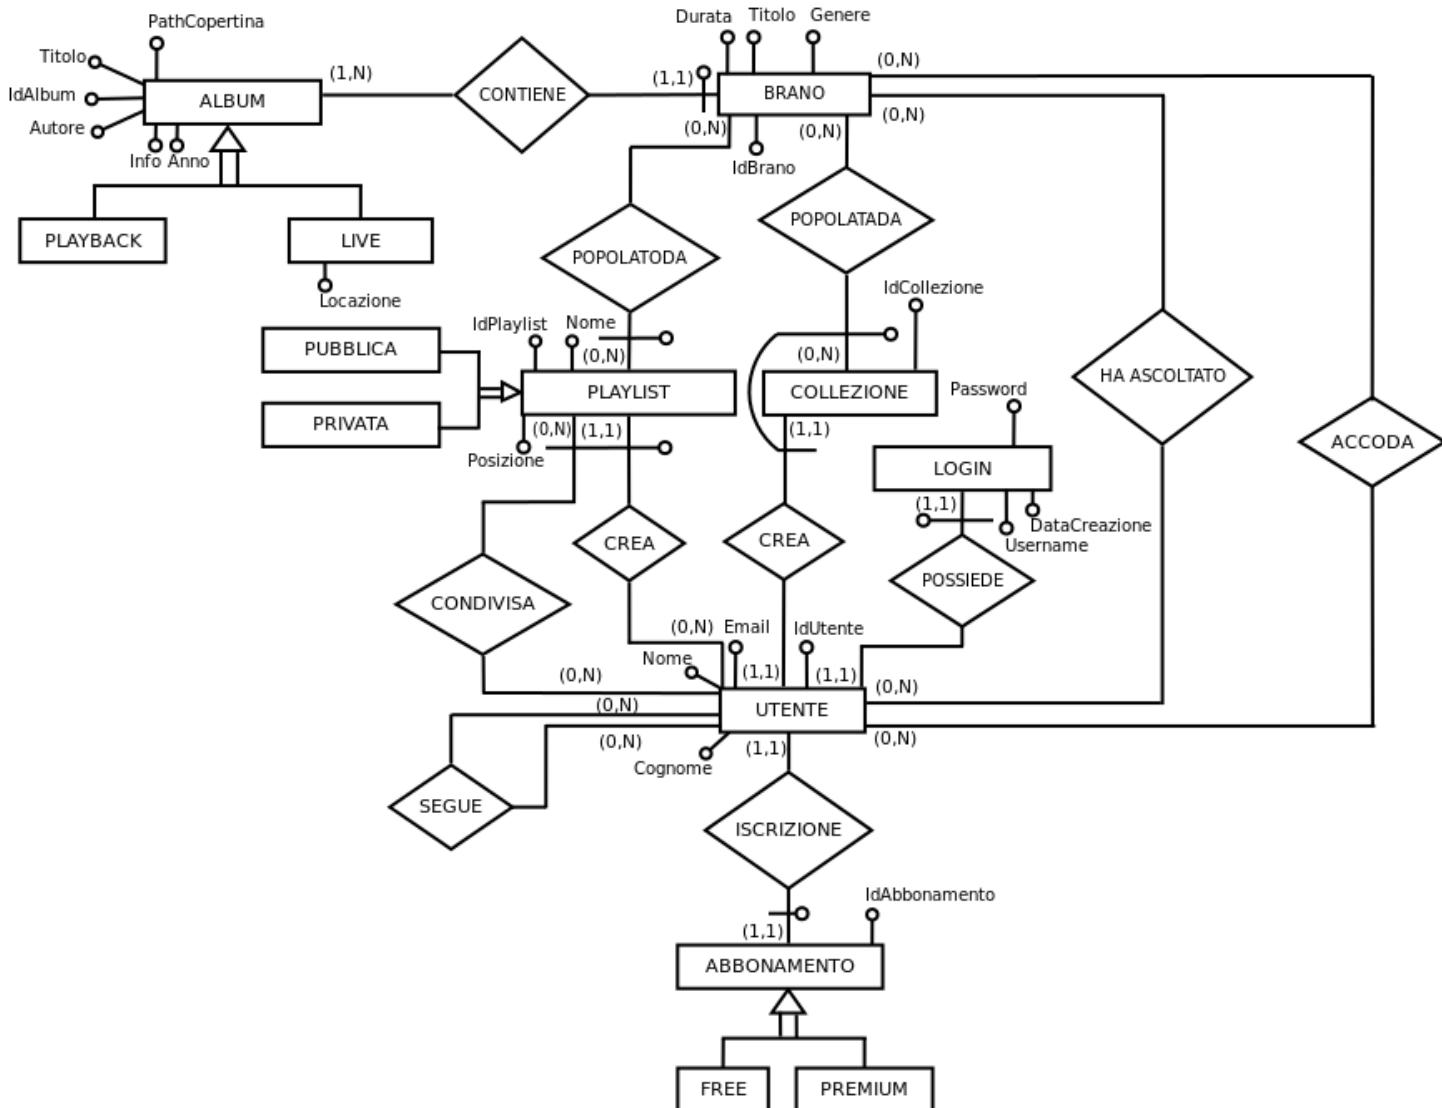 PathCopertina
Durata Titolo Genere
Titolo
(1,N)
(1,1)
(0,N)
IdAlbum
ALBUM
CONTIENE
BRANO
(0,N)
Autore
(0,N)
(0,N)
Info Anno
IdBrano
PLAYBACK
LIVE
POPOLATODA
POPOLATADA
Locazione
IdCollezione
IdPlaylist
Nome
PUBBLICA
(0,N)
(0,N)
HA ASCOLTATO
PLAYLIST
COLLEZIONE
Password
PRIVATA
(0,N)
(1,1)
(1,1)
ACCODA
Posizione
LOGIN
(1,1)
DataCreazione
Username
CREA
CREA
POSSIEDE
CONDIVISA
(0,N)
Email
IdUtente
Nome
(0,N)
(1,1)
(1,1)
(0,N)
(0,N)
UTENTE
(0,N)
(1,1)
(0,N)
Cognome
SEGUE
ISCRIZIONE
IdAbbonamento
(1,1)
ABBONAMENTO
FREE
PREMIUM